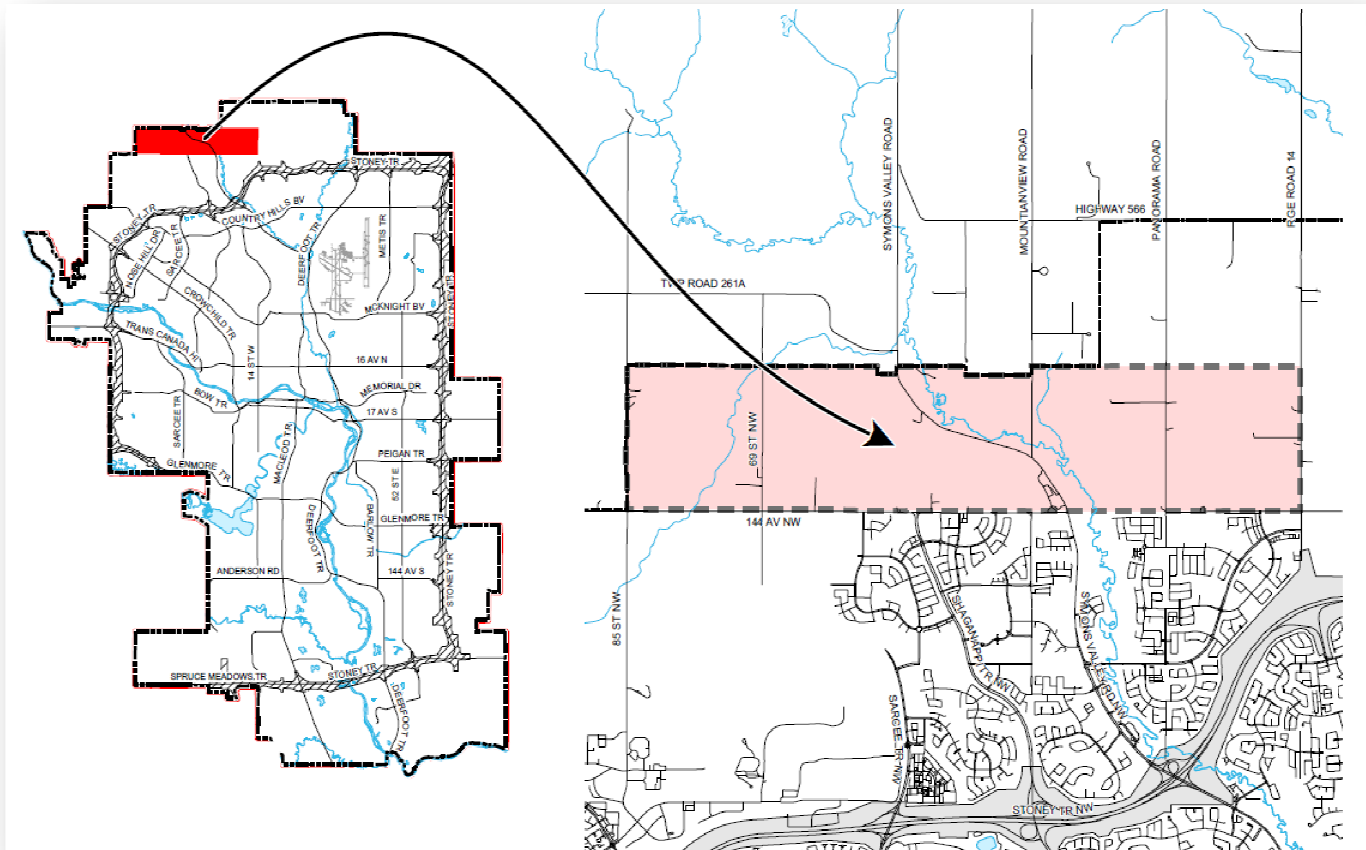 STONEY TR
COUNTRY HILLS BV
STONEY TR
NOSE HILL DR
SARCEE TR
DEERFOOT TR
METIS TR
CROWCHILD TR
MCKNIGHT BV
STONEY TR
TRANS CANADA HI
14 ST W
16 AV N
BOW TR
MEMORIAL DR
17 AV S
SARCEE TR
MACLEOD TR
PEIGAN TR
GLENMORE TR
52 ST E
DEERFOOT TR
BARLOW TR
GLENMORE TR
ANDERSON RD
144 AV S
STONEY TR
SPRUCE MEADOWS TR
STONEY TR
DEERFOOT TR
SYMONS VALLEY ROAD
MOUNTIANVIEW ROAD
PANORAMA ROAD
RGE ROAD 14
HIGHWAY 566
TWP ROAD 261A
69 ST NW
144 AV NW
85 ST NW
SHAGANAPPI TR NW
SYMONS VALLEY RD NW
SARCEE TR NW
STONEY TR NW